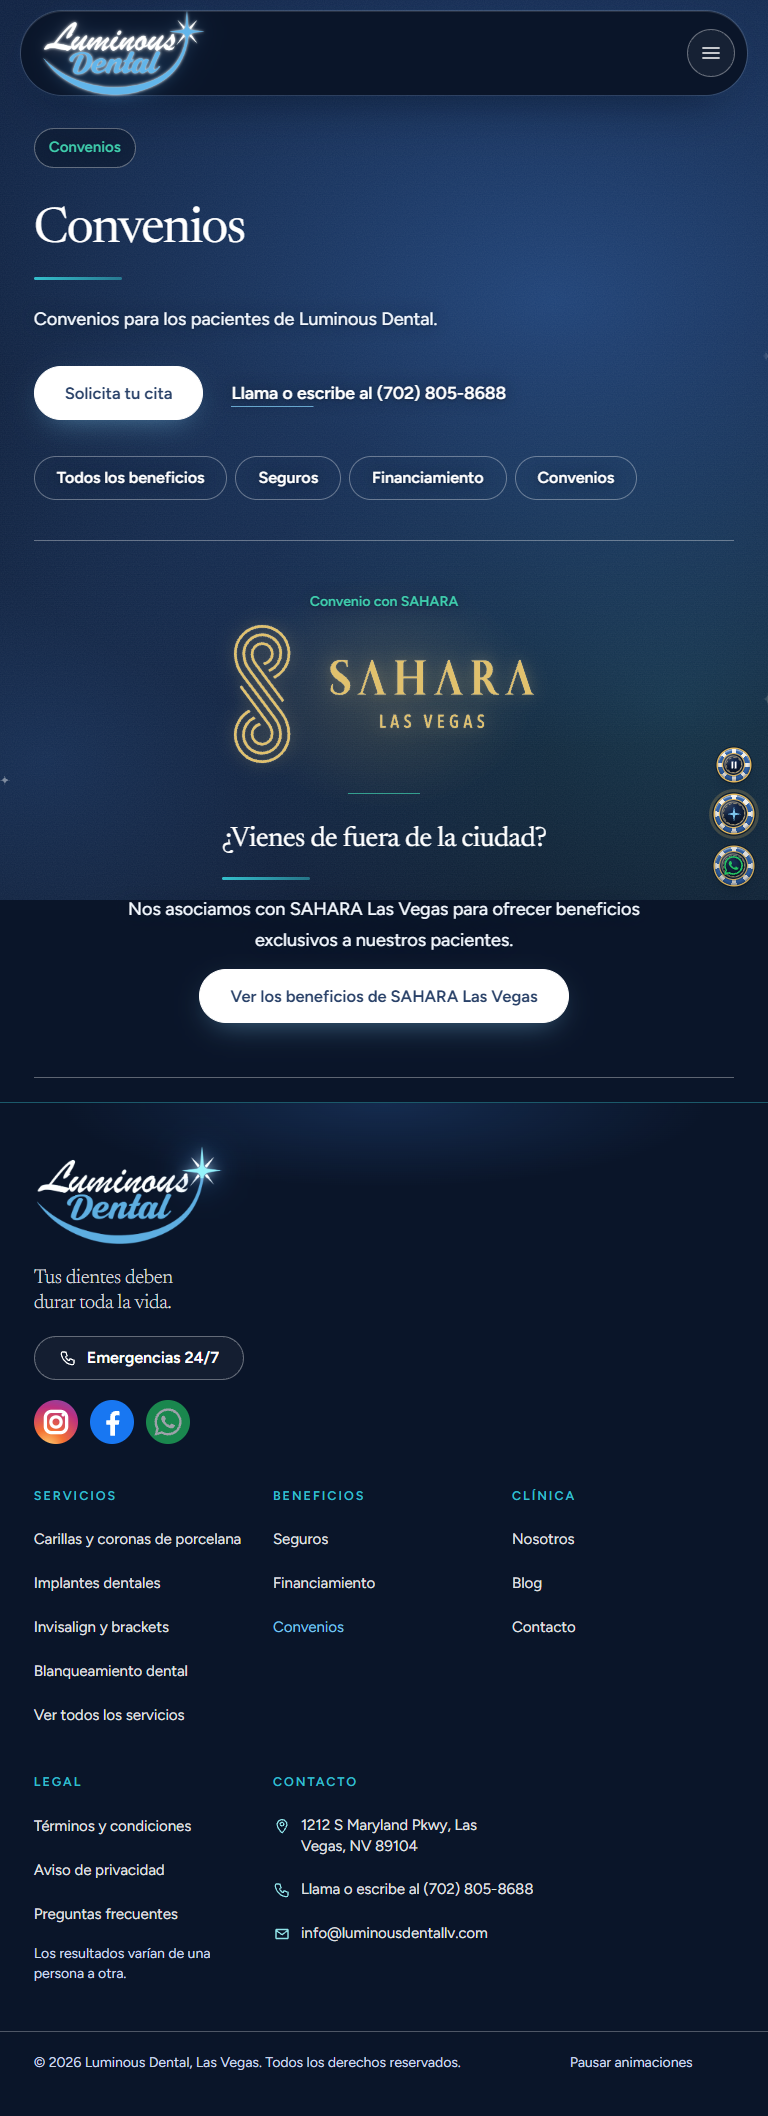 Luminous
Dental
Convenios
Convenios
Convenios para los pacientes de Luminous Dental.
Solicita tu cita
Llama o escribe al (702) 805-8688
Todos los beneficios
Seguros
Financiamiento
Convenios
Convenio con SAHARA
SAHARA
LAS VEGAS
¿Vienes de fuera de la ciudad?
Nos asociamos con SAHARA Las Vegas para ofrecer beneficios
exclusivos a nuestros pacientes.
Ver los beneficios de SAHARA Las Vegas
Luminous
Dental
Tus dientes deben
durar toda la vida.
Emergencias 24/7
SERVICIOS
Carillas y coronas de porcelana
Implantes dentales
Invisalign y brackets
Blanqueamiento dental
Ver todos los servicios
BENEFICIOS
Seguros
Financiamiento
Convenios
CLÍNICA
Nosotros
Blog
Contacto
LEGAL
Términos y condiciones
Aviso de privacidad
Preguntas frecuentes
Los resultados varían de una
persona a otra.
CONTACTO
1212 S Maryland Pkwy, Las
Vegas, NV 89104
Llama o escribe al (702) 805-8688
info@luminousdentallv.com
© 2026 Luminous Dental, Las Vegas. Todos los derechos reservados.
Pausar animaciones